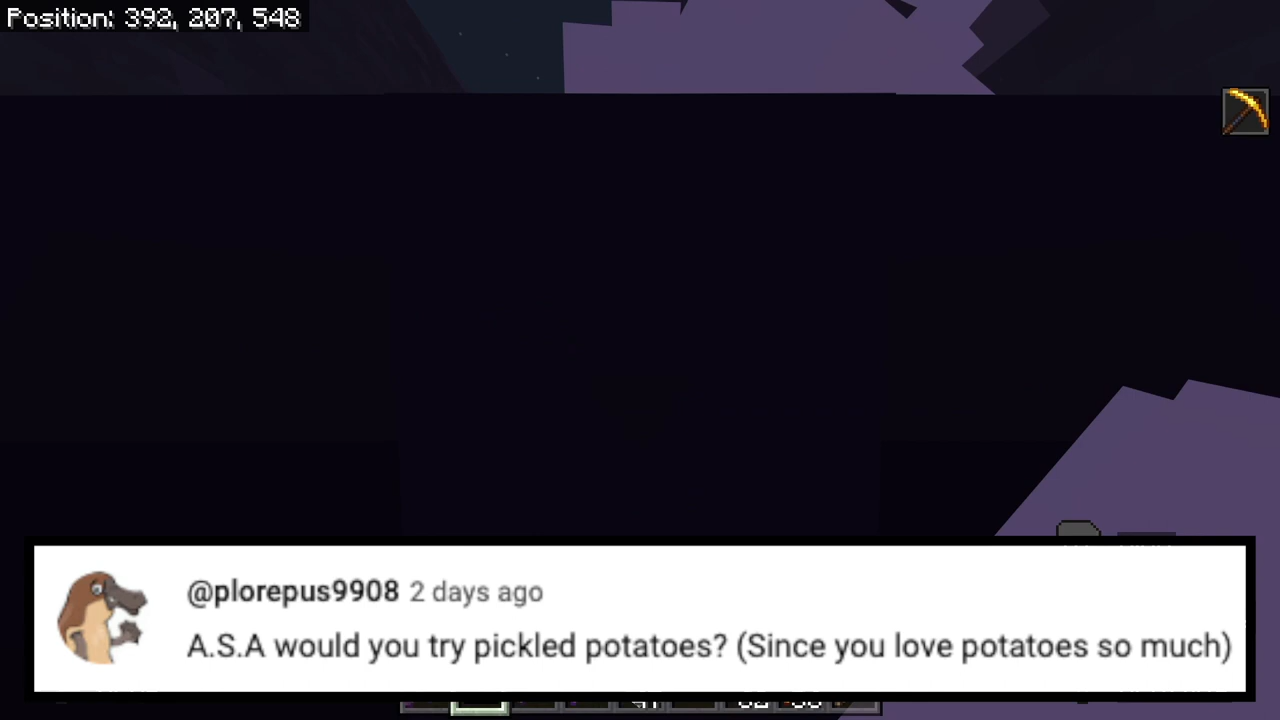 Position: 392, 207, 548
@plorepus9908 2 days ago
A.S.A would you try pickled potatoes? (Since you love potatoes so much)